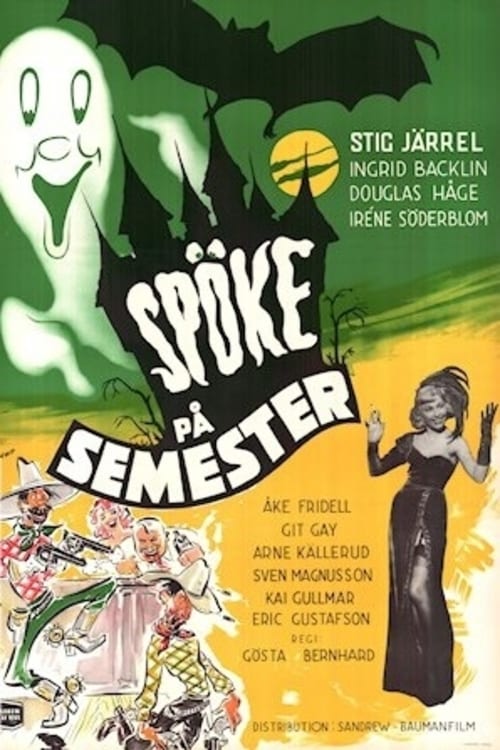 STIG JÄRREL
INGRID BACKLIN
DOUGLAS HÅGE
IRÉNE SÖDERBLOM
SPÖKE
PÅ
SEMESTER
ÅKE FRIDELL
GIT GAY
ARNE KÄLLERUD
SVEN MAGNUSSON
KAI GULLMAR
ERIC GUSTAFSON
REGI:
GÖSTA BERNHARD
DISTRIBUTION: SANDREW-BAUMANFILM